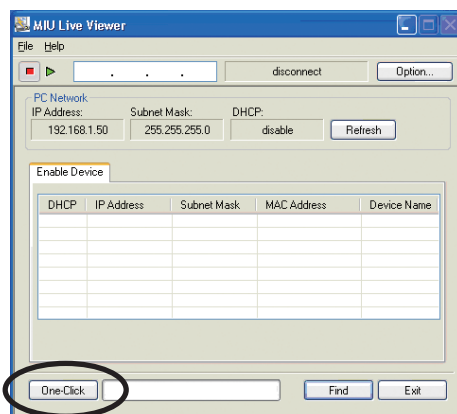 MIU Live Viewer
File Help
. . . disconnect Option...
PC Network
IP Address: Subnet Mask: DHCP:
192.168.1.50 255.255.255.0 disable Refresh
Enable Device
DHCP IP Address Subnet Mask MAC Address Device Name
One-Click Find Exit